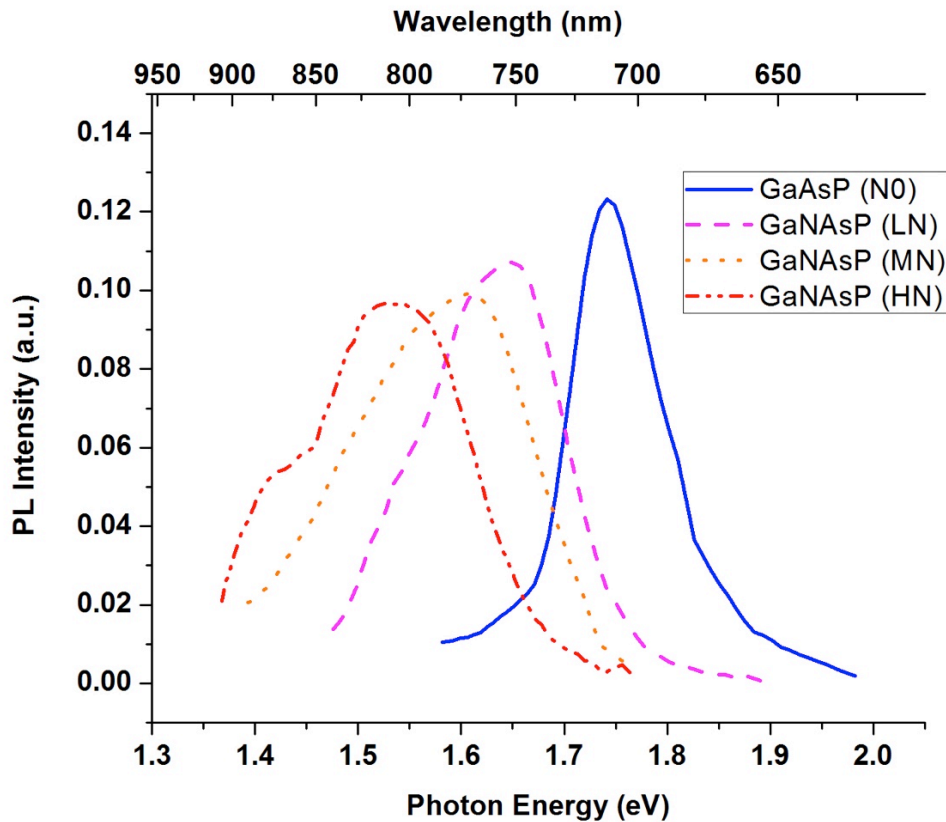 Wavelength (nm)
950 900 850 800 750 700 650
0.14
0.12
0.10
0.08
0.06
0.04
0.02
0.00
PL Intensity (a.u.)
GaAsP (N0)
GaNAsP (LN)
GaNAsP (MN)
GaNAsP (HN)
1.3 1.4 1.5 1.6 1.7 1.8 1.9 2.0
Photon Energy (eV)